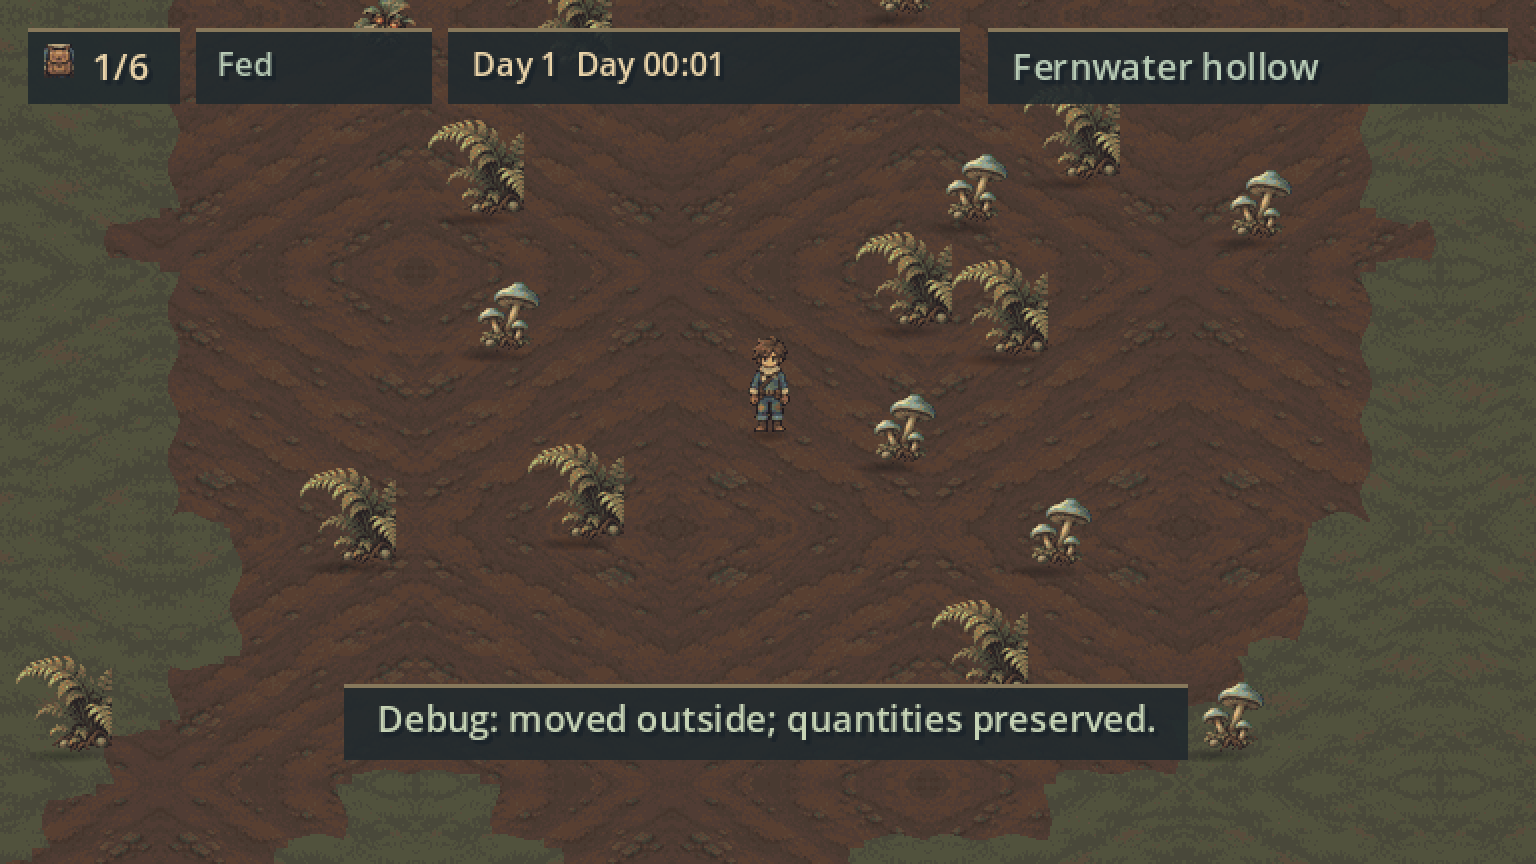 1/6
Fed
Day 1 Day 00:01
Fernwater hollow
Debug: moved outside; quantities preserved.